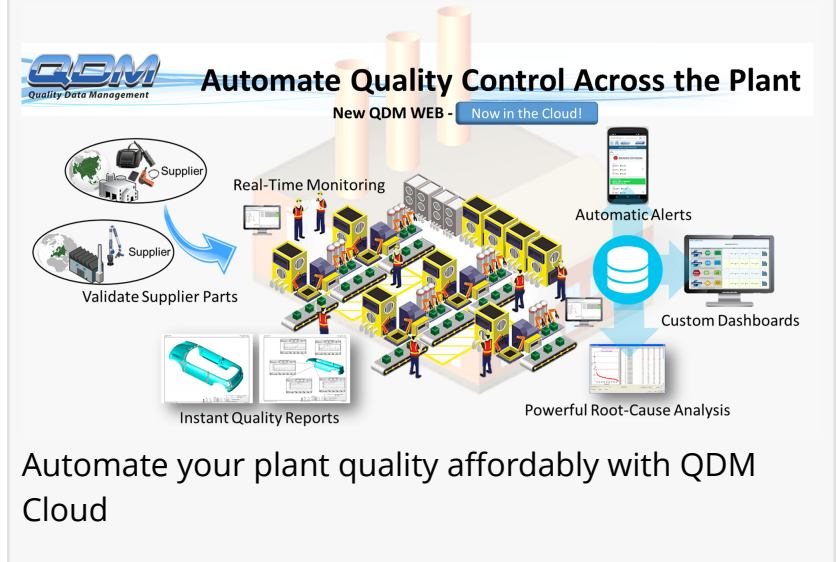 QDM
Quality Data Management
Automate Quality Control Across the Plant
New QDM WEB - Now in the Cloud!
Supplier
Real-Time Monitoring
Automatic Alerts
Supplier
Validate Supplier Parts
Custom Dashboards
Instant Quality Reports
Powerful Root-Cause Analysis
Automate your plant quality affordably with QDM
Cloud